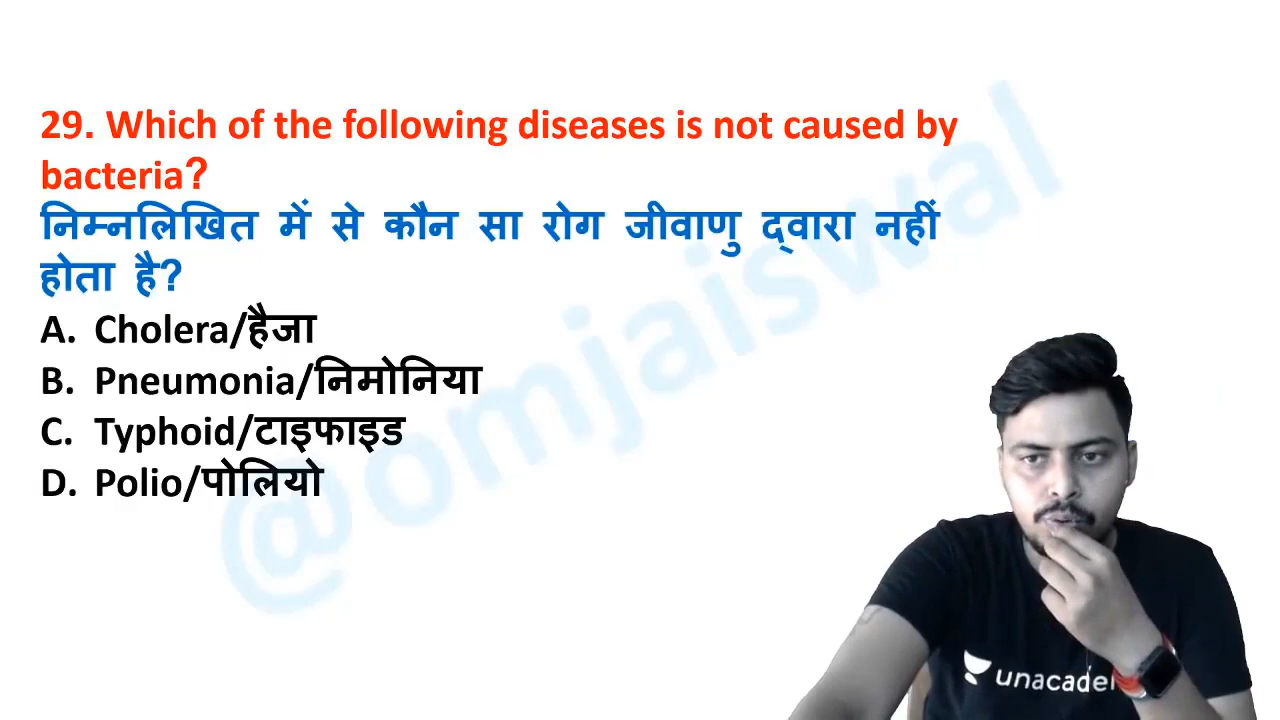 29. Which of the following diseases is not caused by
bacteria?
निम्नलिखित में से कौन सा रोग जीवाणु द्वारा नहीं
होता है?
A. Cholera/हैजा
B. Pneumonia/निमोनिया
C. Typhoid/टाइफाइड
D. Polio/पोलियो
@omjaiswal
unacade